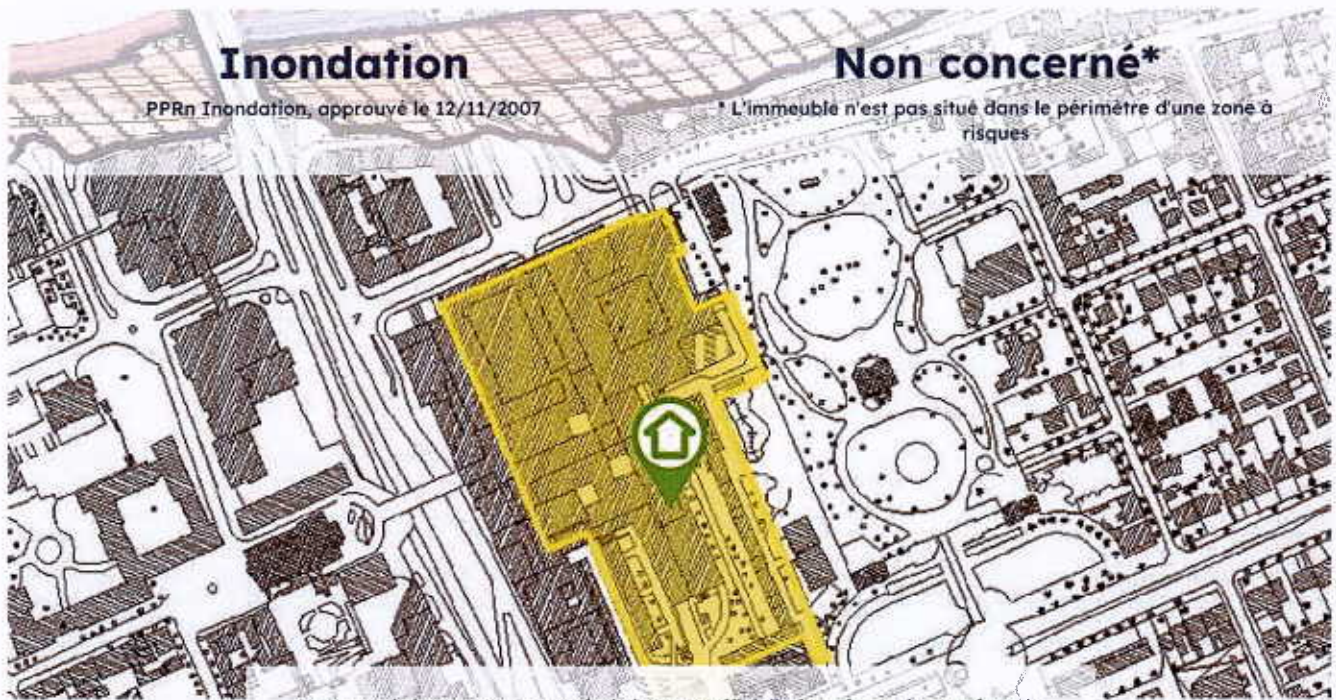 Inondation
PPRn Inondation, approuvé le 12/11/2007
Non concerné*
* L'immeuble n'est pas situé dans le périmètre d'une zone à
risques